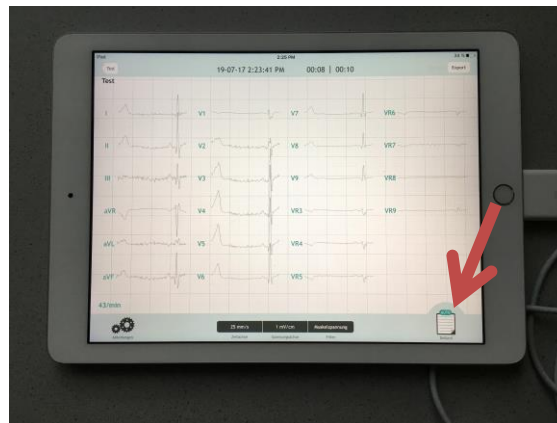 iPad 2:25 PM 34 %
Test 19-07-17 2:23:41 PM 00:08 | 00:10 Export
Test
I V1 V7 VR6
II V2 V8 VR7
III V3 V9 VR8
aVR V4 VR3 VR9
aVL V5 VR4
aVF V6 VR5
43/min
25 mm/s 1 mV/cm Muskelspannung
Filter